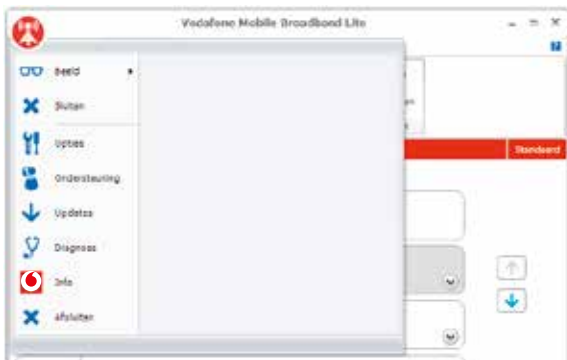 Vodafone Mobile Broadband Lite
Beeld
Sluiten
Opties
Ondersteuning
Updates
Diagnose
Info
Afsluiten
Standaard